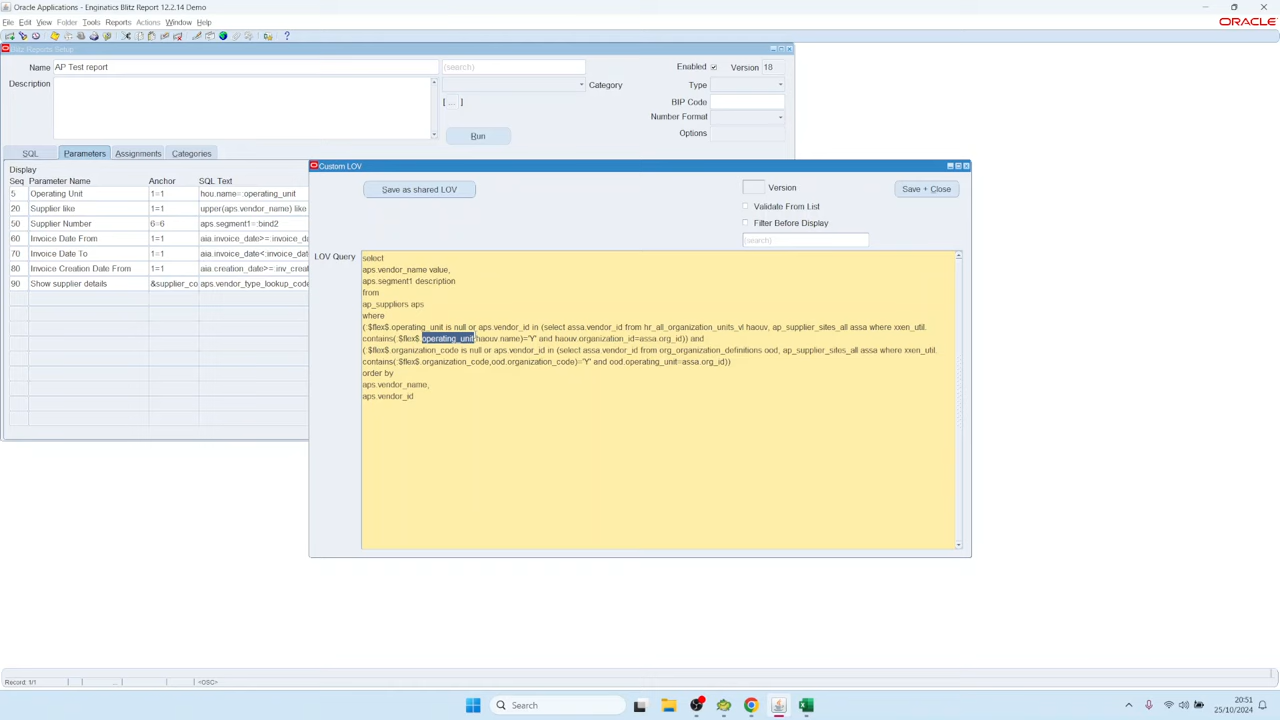 Oracle Applications - Enginatics Blitz Report 12.2.14 Demo
File Edit View Folder Tools Reports Actions Window Help
ORACLE
Blitz Reports Setup
Name AP Test report (search) Enabled Version 18
Description Category Type
[ ... ] BIP Code
Number Format
Run Options
SQL Parameters Assignments Categories
Display
Seq Parameter Name Anchor SQL Text
5 Operating Unit 1=1 hou.name=:operating_unit
20 Supplier like 1=1 upper(aps.vendor_name) like
50 Supplier Number 6=6 aps.segment1=:bind2
60 Invoice Date From 1=1 aia.invoice_date>=:invoice_da
70 Invoice Date To 1=1 aia.invoice_date<:invoice_date
80 Invoice Creation Date From 1=1 aia.creation_date>=:inv_crea
90 Show supplier details &supplier_co aps.vendor_type_lookup_code
Custom LOV
Save as shared LOV Version Save + Close
Validate From List
Filter Before Display
(search)
LOV Query
select
aps.vendor_name value,
aps.segment1 description
from
ap_suppliers aps
where
(:$flex$.operating_unit is null or aps.vendor_id in (select assa.vendor_id from hr_all_organization_units_vl haouv, ap_supplier_sites_all assa where xxen_util.
contains(:$flex$.operating_unit,haouv.name)='Y' and haouv.organization_id=assa.org_id)) and
(:$flex$.organization_code is null or aps.vendor_id in (select assa.vendor_id from org_organization_definitions ood, ap_supplier_sites_all assa where xxen_util.
contains(:$flex$.organization_code,ood.organization_code)='Y' and ood.operating_unit=assa.org_id))
order by
aps.vendor_name,
aps.vendor_id
Record: 1/1 ... <OSC>
Search
20:51
25/10/2024